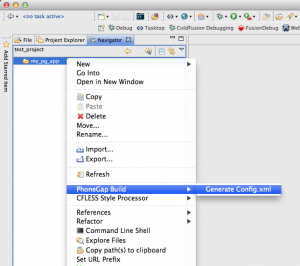 <no active task>
Debug
Tasktop
ColdFusion Debugging
FusionDebug
File
Project Explorer
Navigator
test_project
my_pg_app
Add Starred Item
New
Go Into
Open in New Window
Copy
Paste
Delete
Move...
Rename...
Import...
Export...
Refresh
PhoneGap Build
Generate Config.xml
CFLESS Style Processor
References
Refactor
Command Line Shell
Explore Files
Copy path(s) to clipboard
Set URL Prefix